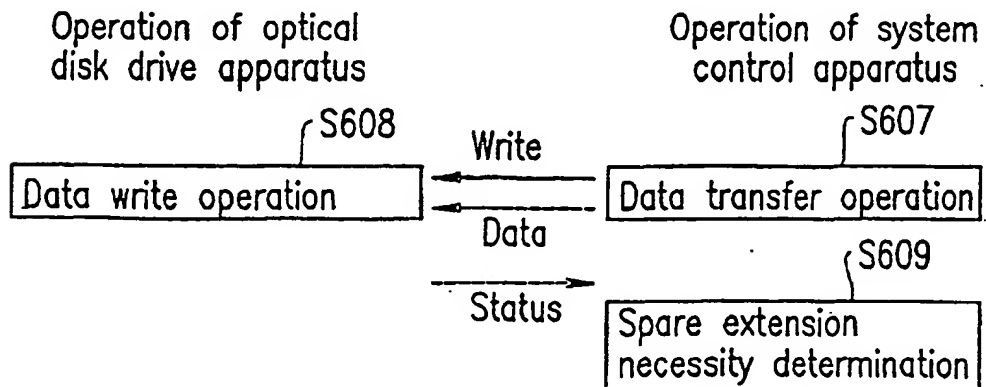 Operation of optical
disk drive apparatus
Operation of system
control apparatus
S608
S607
Write
Data write operation
Data transfer operation
Data
S609
Status
Spare extension
necessity determination